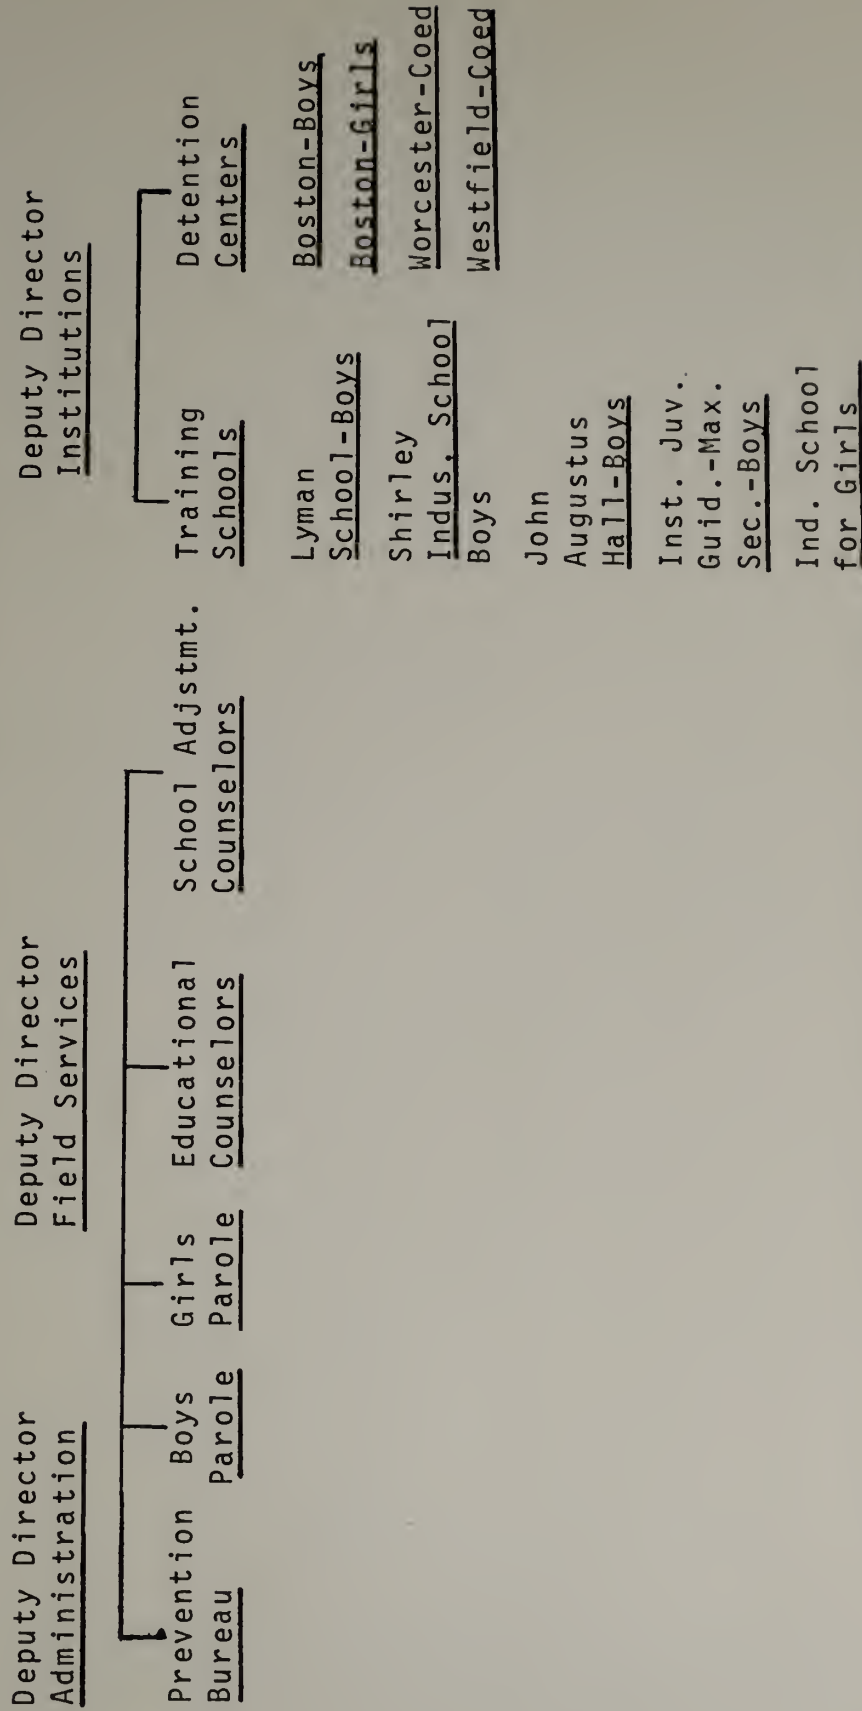 Deputy Director
Administration
Deputy Director
Field Services
Deputy Director
Institutions
Prevention
Bureau
Boys
Parole
Girls
Parole
Educational
Counselors
School Adjstmt.
Counselors
Training
Schools
Lyman
School-Boys
Shirley
Indus. School
Boys
John
Augustus
Hall-Boys
Inst. Juv.
Guid.-Max.
Sec.-Boys
Ind. School
for Girls
Detention
Centers
Boston-Boys
Boston-Girls
Worcester-Coed
Westfield-Coed